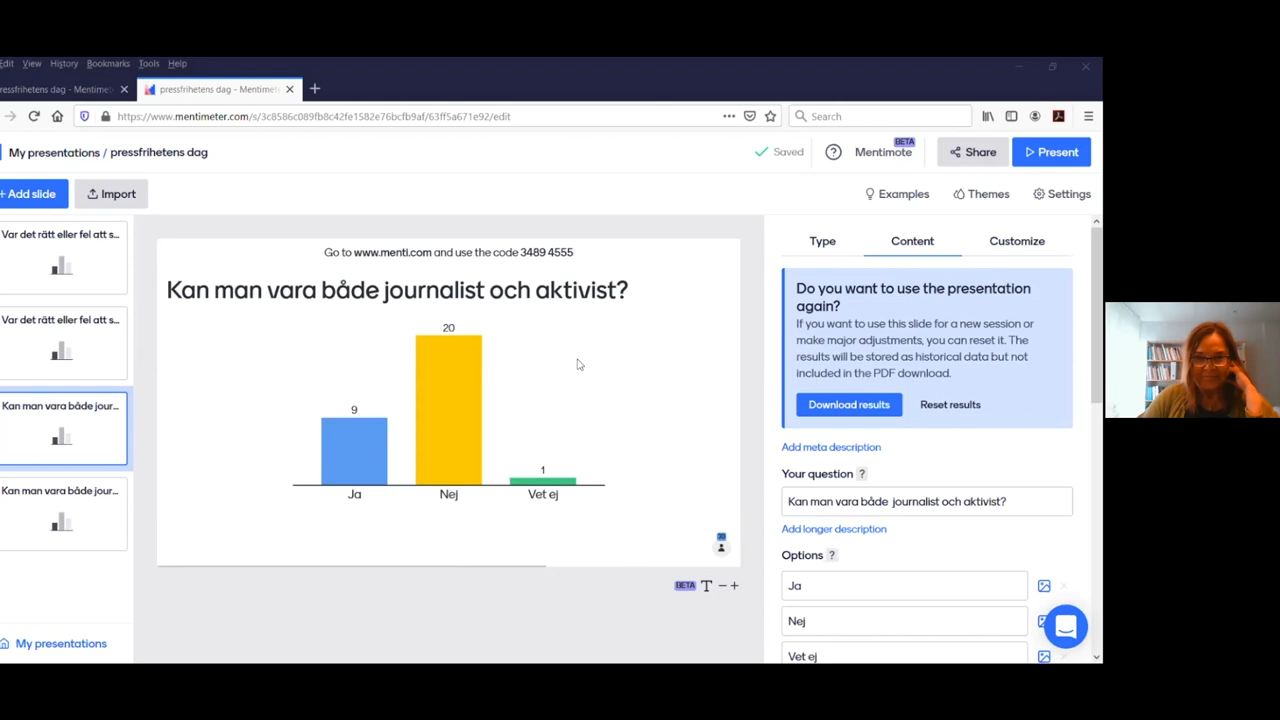 Edit View History Bookmarks Tools Help
pressfrihetens dag - Mentime
pressfrihetens dag - Mentimet
https://www.mentimeter.com/s/3c8586c089fb8c42fe1582e76bcfb9af/63ff5a671e92/edit
Search
My presentations / pressfrihetens dag
Saved
Mentimote
BETA
Share
Present
+ Add slide
Import
Examples
Themes
Settings
Var det rätt eller fel att s...
Var det rätt eller fel att s...
Kan man vara både jour...
Kan man vara både jour...
My presentations
Go to www.menti.com and use the code 3489 4555
Kan man vara både journalist och aktivist?
9
20
1
Ja
Nej
Vet ej
BETA T − +
Type
Content
Customize
Do you want to use the presentation
again?
If you want to use this slide for a new session or
make major adjustments, you can reset it. The
results will be stored as historical data but not
included in the PDF download.
Download results
Reset results
Add meta description
Your question ?
Kan man vara både journalist och aktivist?
Add longer description
Options ?
Ja
Nej
Vet ej